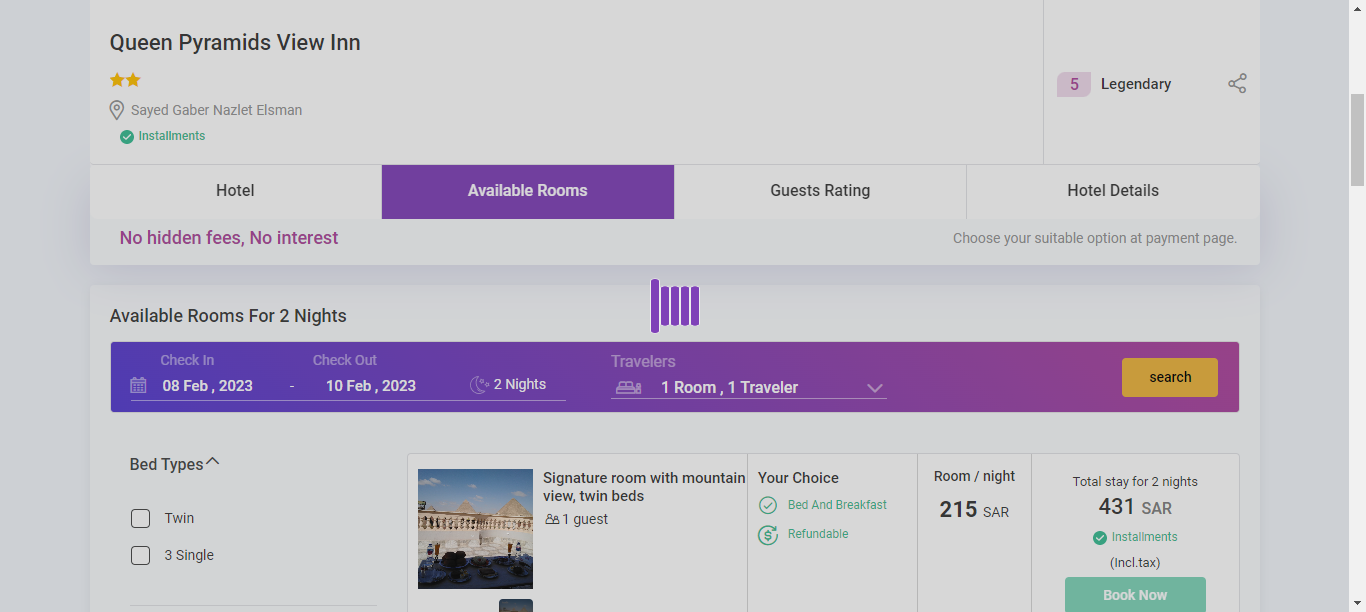 Queen Pyramids View Inn
Sayed Gaber Nazlet Elsman
Installments
5 Legendary
Hotel
Available Rooms
Guests Rating
Hotel Details
No hidden fees, No interest
Choose your suitable option at payment page.
Available Rooms For 2 Nights
Check In
Check Out
Travelers
08 Feb , 2023 - 10 Feb , 2023
2 Nights
1 Room , 1 Traveler
search
Bed Types
Twin
3 Single
Signature room with mountain
view, twin beds
1 guest
Your Choice
Bed And Breakfast
Refundable
Room / night
215 SAR
Total stay for 2 nights
431 SAR
Installments
(Incl.tax)
Book Now